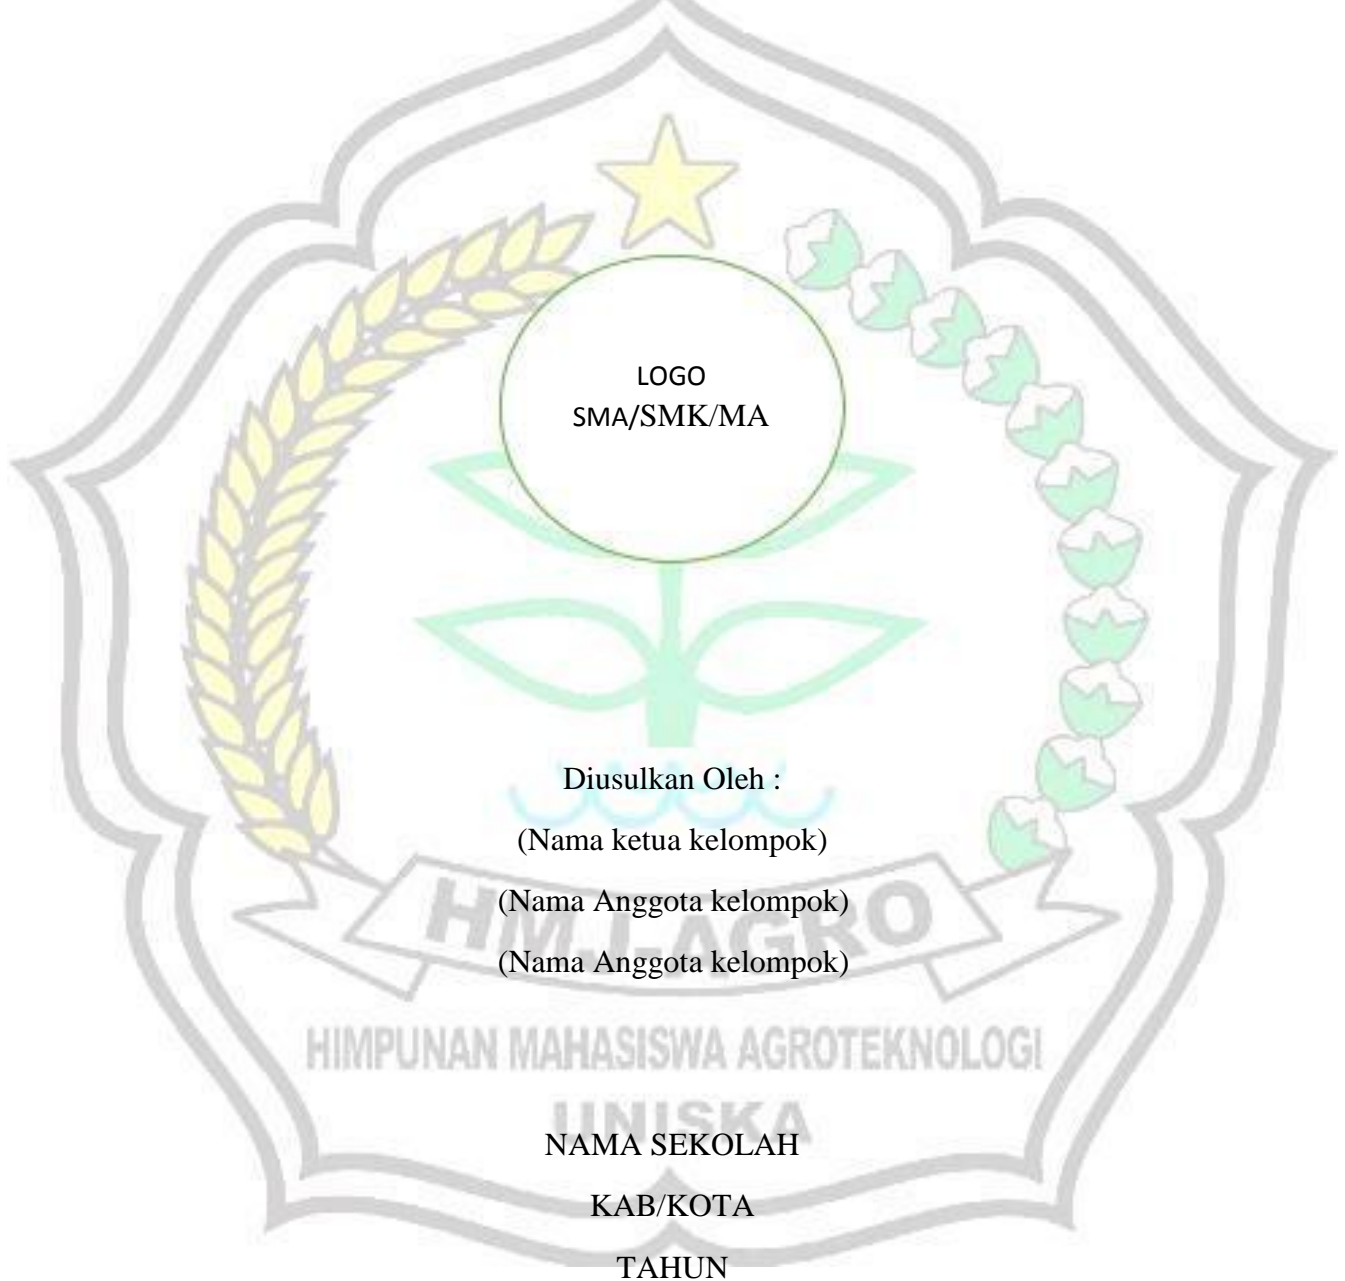 LOGO
SMA/SMK/MA
Diusulkan Oleh :
(Nama ketua kelompok)
(Nama Anggota kelompok)
HMJ-AGRO
(Nama Anggota kelompok)
HIMPUNAN MAHASISWA AGROTEKNOLOGI
UNISKA
NAMA SEKOLAH
KAB/KOTA
TAHUN